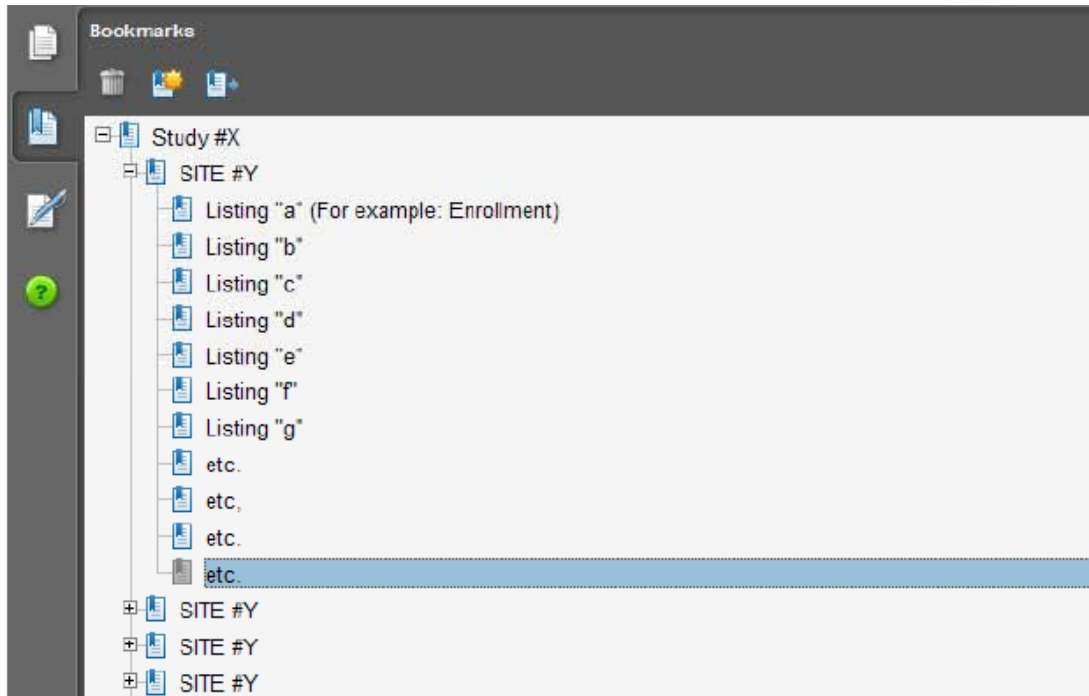 Bookmarks
Study #X
SITE #Y
Listing "a" (For example: Enrollment)
Listing "b"
Listing "c"
Listing "d"
Listing "e"
Listing "f"
Listing "g"
etc.
etc,
etc.
etc.
SITE #Y
SITE #Y
SITE #Y